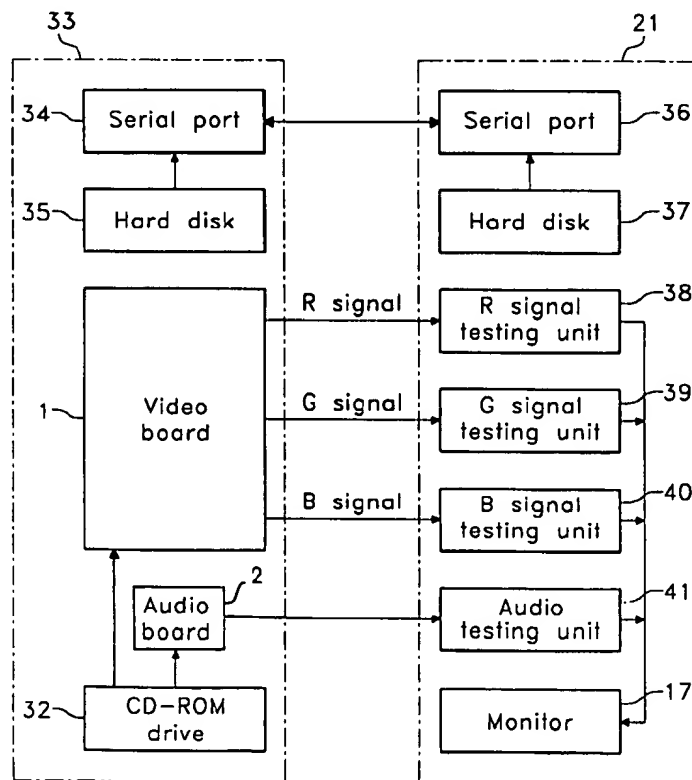 33
21
34
Serial port
Serial port
36
35
Hard disk
Hard disk
37
1
Video
board
R signal
R signal
testing unit
38
G signal
G signal
testing unit
39
B signal
B signal
testing unit
40
2
Audio
board
Audio
testing unit
41
32
CD-ROM
drive
Monitor
17